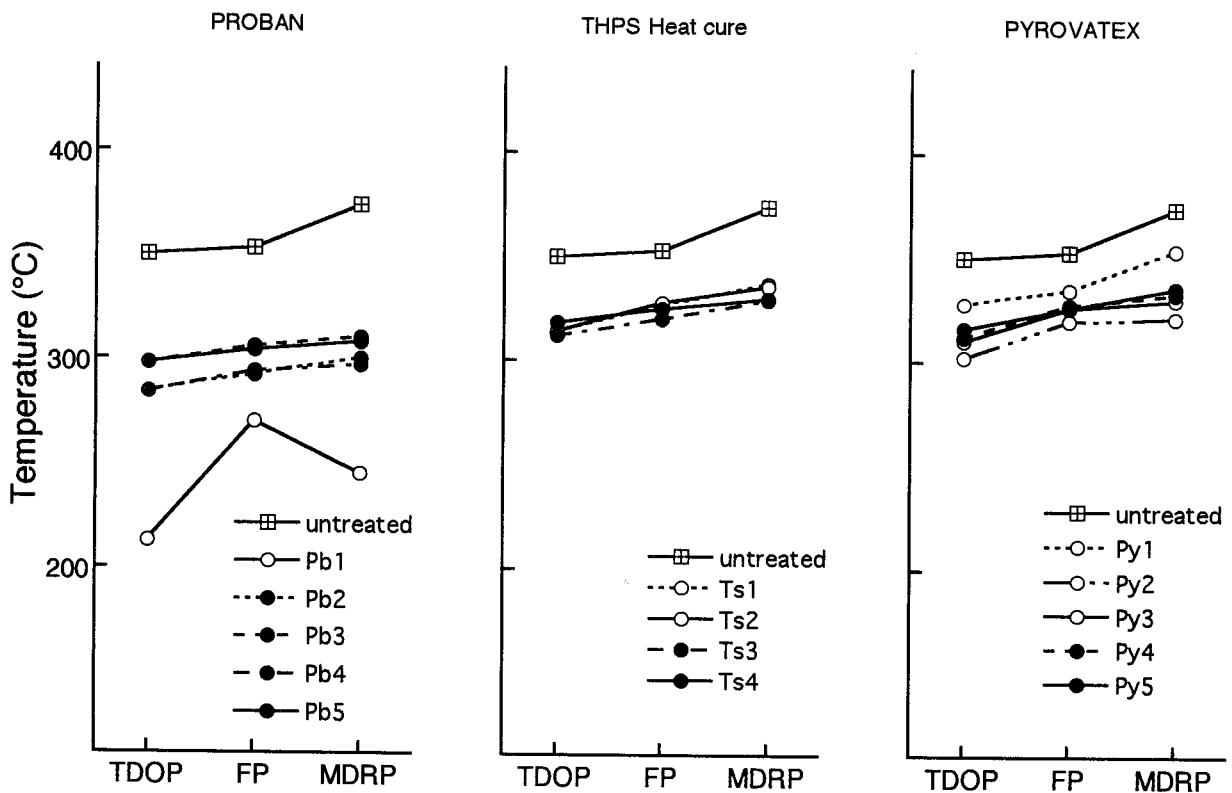 PROBAN
THPS Heat cure
PYROVATEX
Temperature (°C)
400
300
200
untreated
Pb1
Pb2
Pb3
Pb4
Pb5
TDOP FP MDRP
untreated
Ts1
Ts2
Ts3
Ts4
TDOP FP MDRP
untreated
Py1
Py2
Py3
Py4
Py5
TDOP FP MDRP